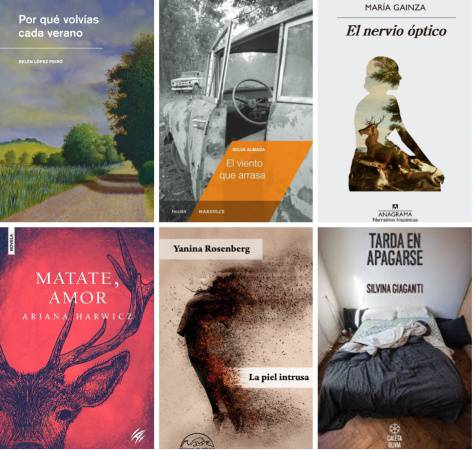 Por qué volvías
cada verano
BELÉN LÓPEZ PEIRÓ
SELVA ALMADA
El viento
que arrasa
MARDULCE
MARÍA GAINZA
El nervio óptico
ANAGRAMA
Narrativas hispánicas
NOVELA
MATATE,
AMOR
ARIANA HARWICZ
Yanina Rosenberg
La piel intrusa
TARDA EN
APAGARSE
SILVINA GIAGANTI
CALETA
OLIVIA